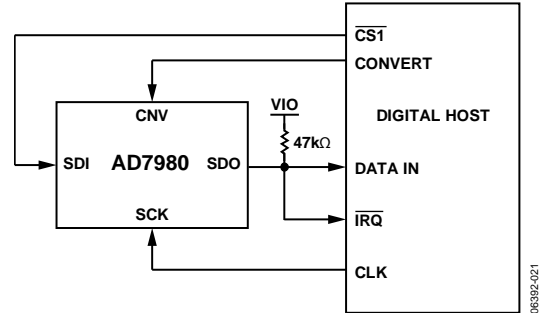 CS1
CONVERT
VIO
CNV
DIGITAL HOST
47kΩ
SDI AD7980 SDO
DATA IN
SCK
IRQ
CLK
06392-021